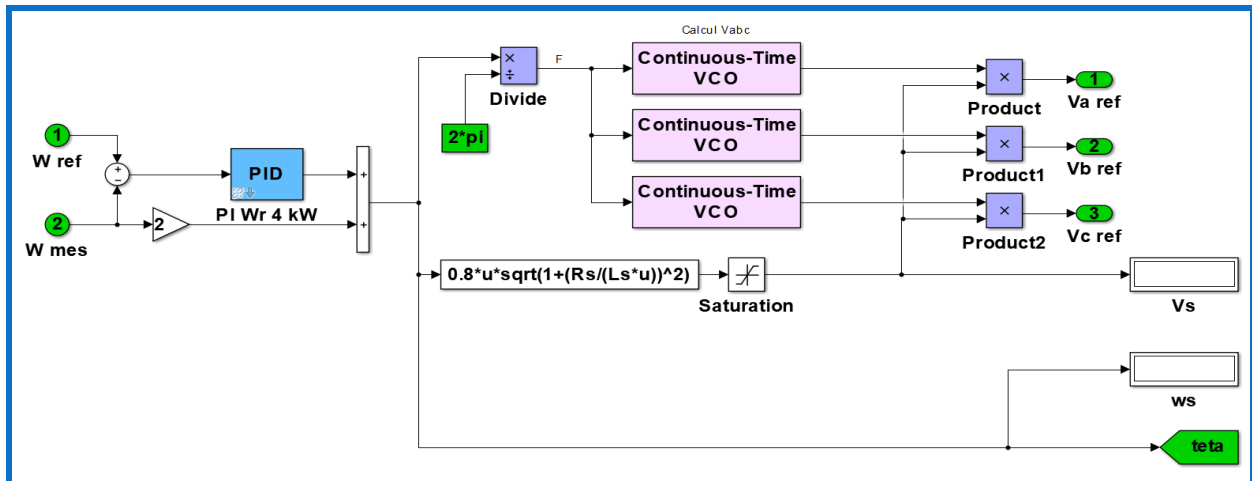 Calcul Vabc
×
÷
Divide
F
2*pi
Continuous-Time
VCO
Continuous-Time
VCO
Continuous-Time
VCO
×
Product
1
Va ref
×
Product1
2
Vb ref
×
Product2
3
Vc ref
1
W ref
+
−
PID
PI Wr 4 kW
2
W mes
2
+
+
0.8*u*sqrt(1+(Rs/(Ls*u))^2)
Saturation
Vs
ws
teta